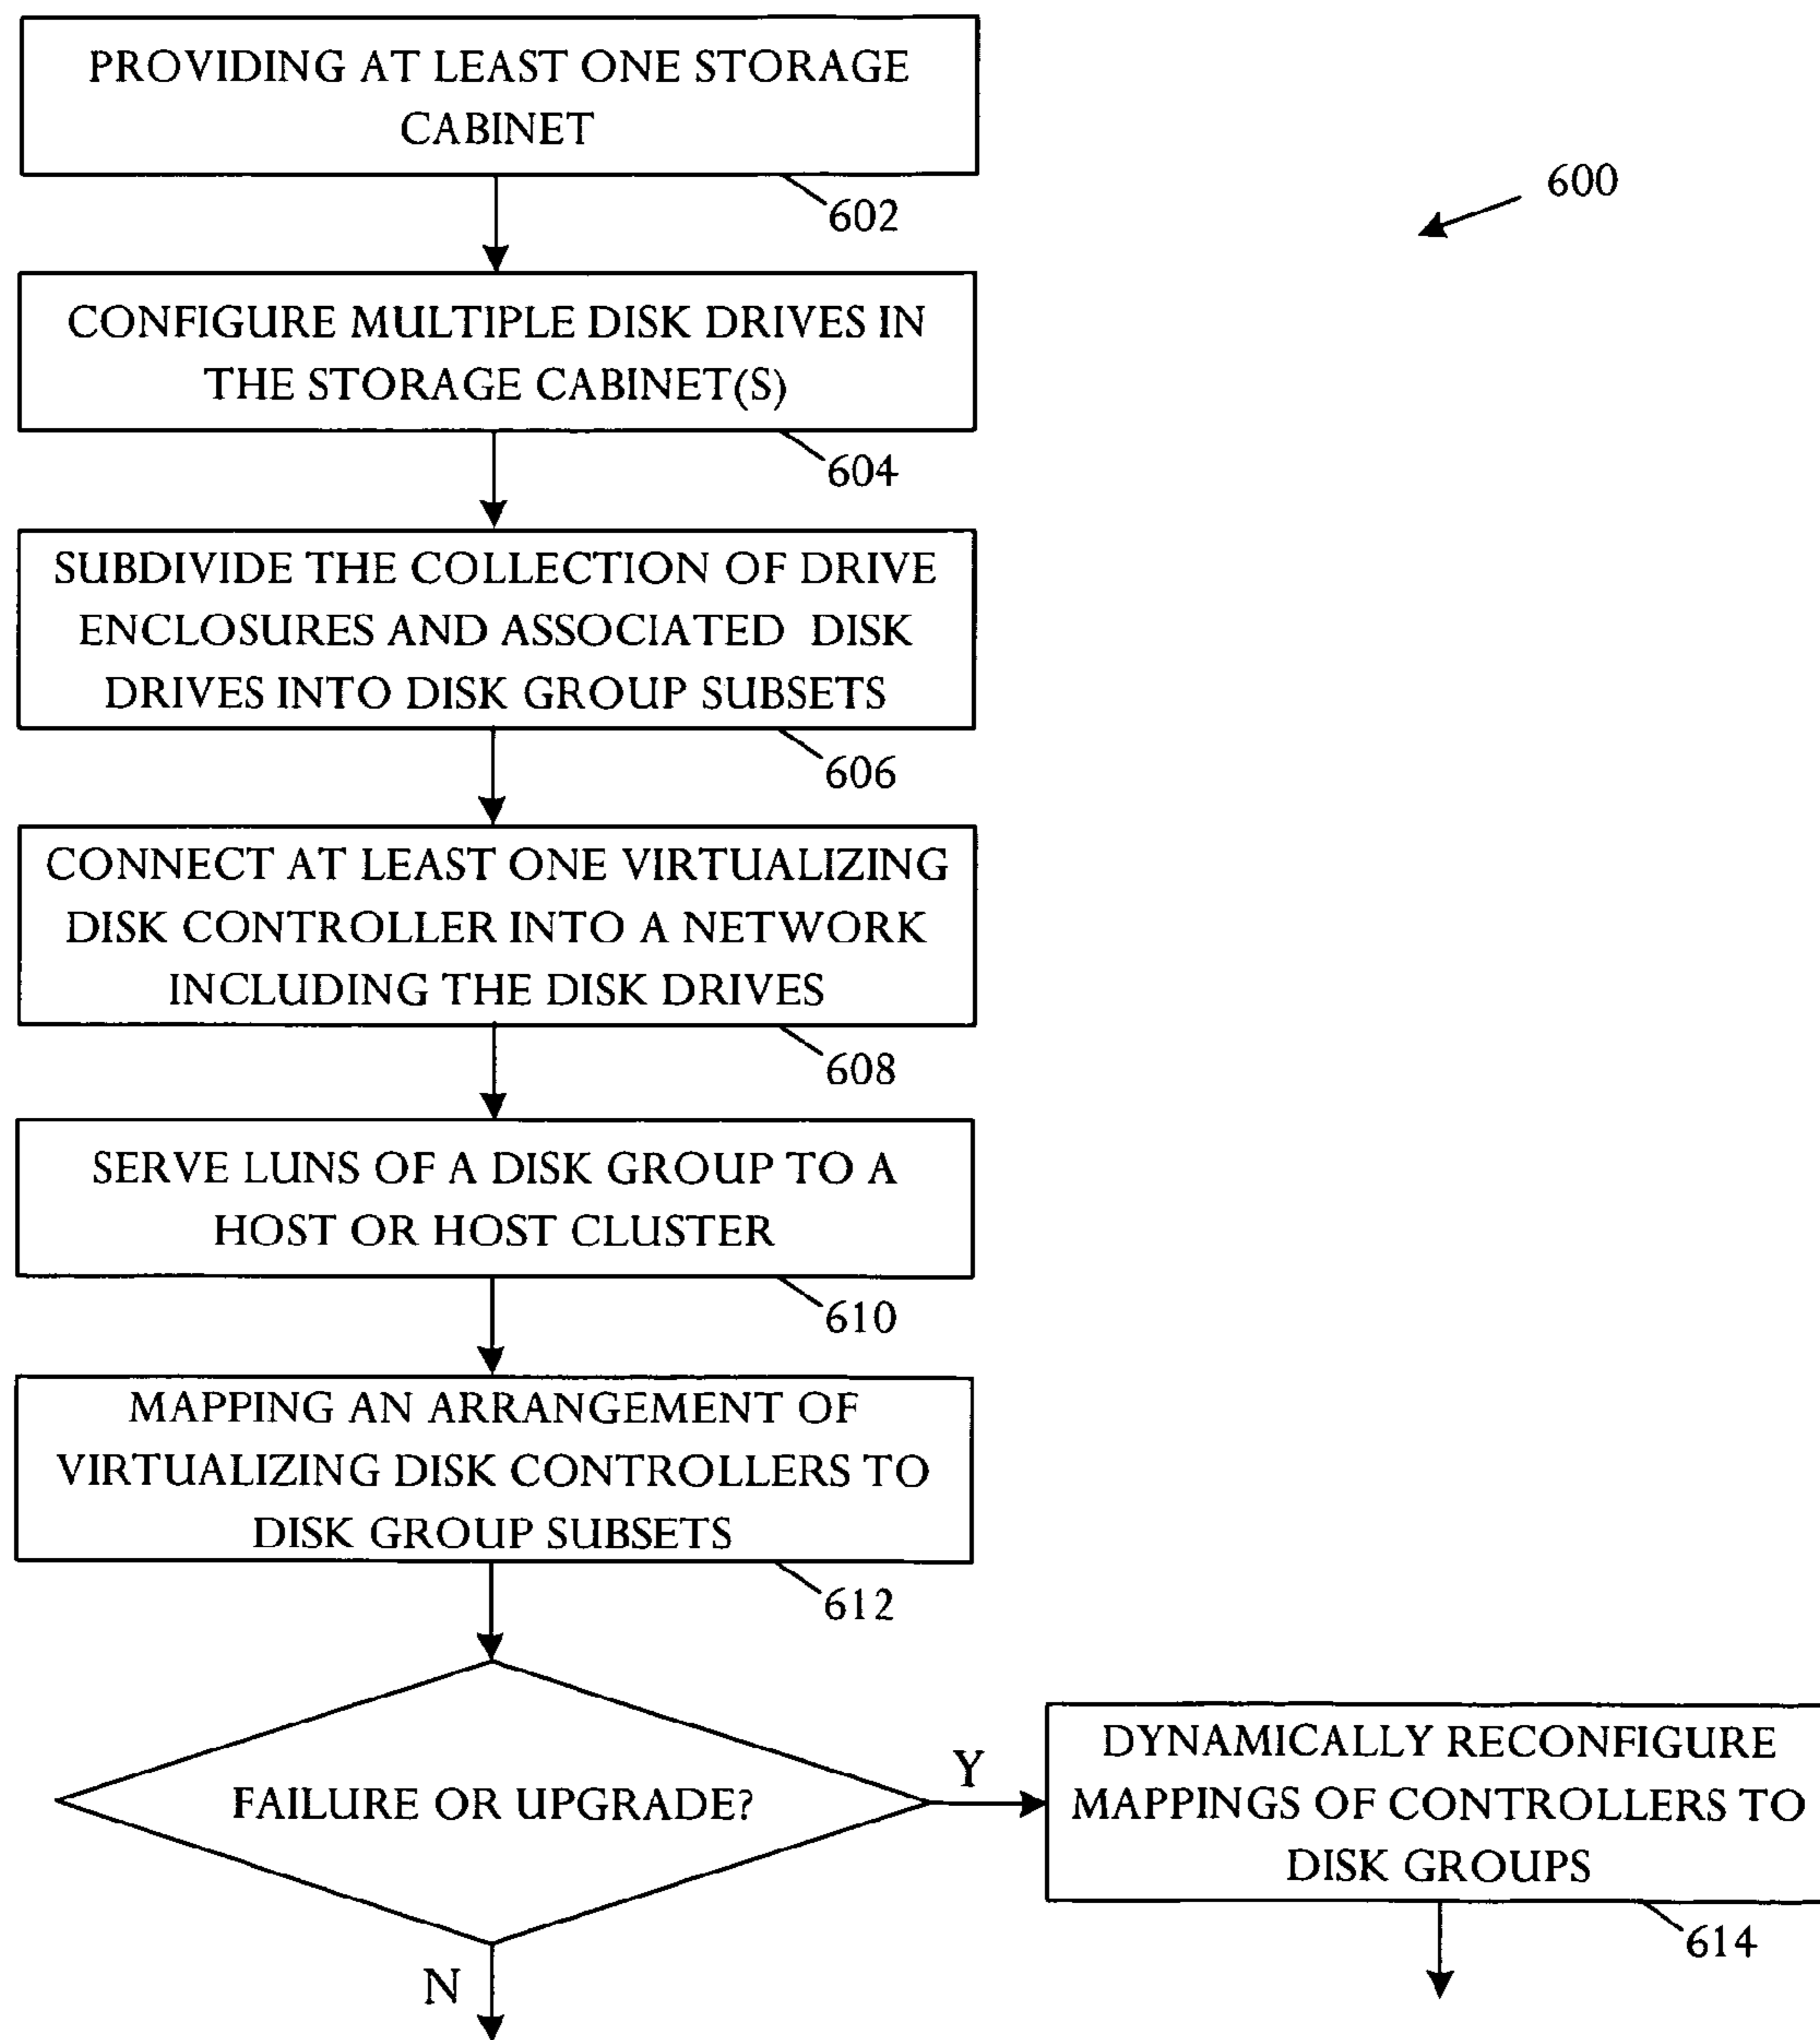 PROVIDING AT LEAST ONE STORAGE
CABINET
602
600
CONFIGURE MULTIPLE DISK DRIVES IN
THE STORAGE CABINET(S)
604
SUBDIVIDE THE COLLECTION OF DRIVE
ENCLOSURES AND ASSOCIATED DISK
DRIVES INTO DISK GROUP SUBSETS
606
CONNECT AT LEAST ONE VIRTUALIZING
DISK CONTROLLER INTO A NETWORK
INCLUDING THE DISK DRIVES
608
SERVE LUNS OF A DISK GROUP TO A
HOST OR HOST CLUSTER
610
MAPPING AN ARRANGEMENT OF
VIRTUALIZING DISK CONTROLLERS TO
DISK GROUP SUBSETS
612
FAILURE OR UPGRADE?
Y
DYNAMICALLY RECONFIGURE
MAPPINGS OF CONTROLLERS TO
DISK GROUPS
614
N